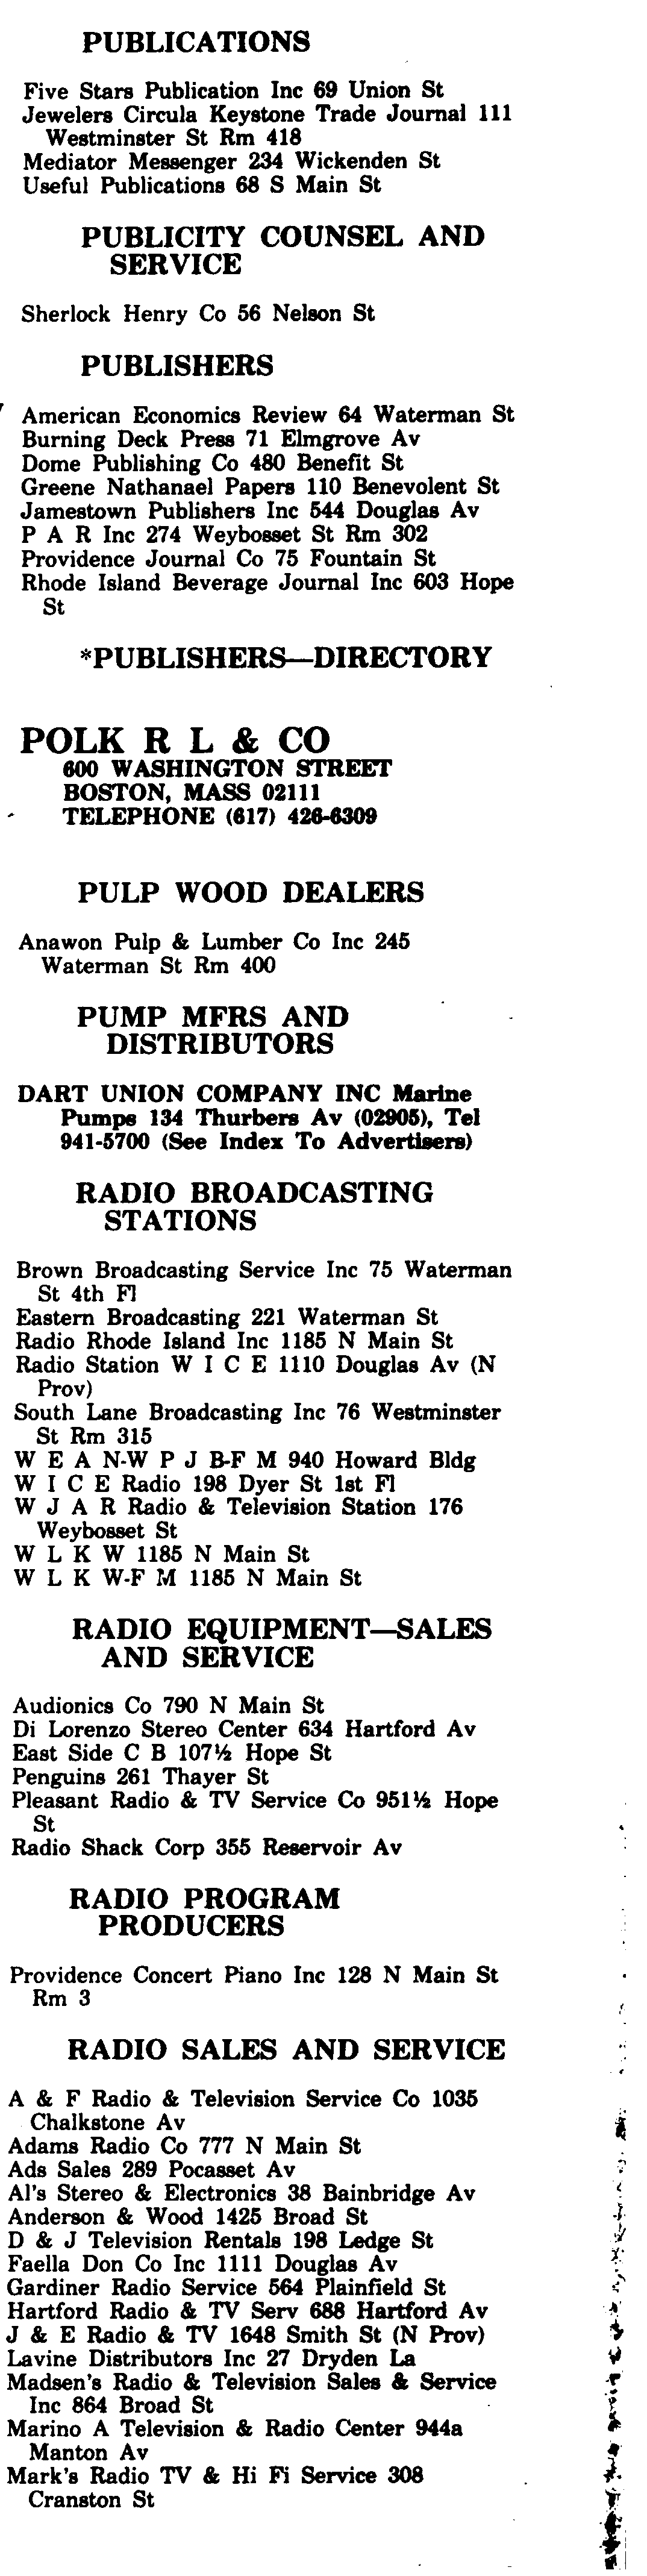 PUBLICATIONS
Five Stars Publication Inc 69 Union St
Jewelers Circula Keystone Trade Journal 111
Westminster St Rm 418
Mediator Messenger 234 Wickenden St
Useful Publications 68 S Main St
PUBLICITY COUNSEL AND
SERVICE
Sherlock Henry Co 56 Nelson St
PUBLISHERS
American Economics Review 64 Waterman St
Burning Deck Press 71 Elmgrove Av
Dome Publishing Co 480 Benefit St
Greene Nathanael Papers 110 Benevolent St
Jamestown Publishers Inc 544 Douglas Av
P A R Inc 274 Weybosset St Rm 302
Providence Journal Co 75 Fountain St
Rhode Island Beverage Journal Inc 603 Hope
St
*PUBLISHERS—DIRECTORY
POLK R L & CO
600 WASHINGTON STREET
BOSTON, MASS 02111
TELEPHONE (617) 426-6309
PULP WOOD DEALERS
Anawon Pulp & Lumber Co Inc 245
Waterman St Rm 400
PUMP MFRS AND
DISTRIBUTORS
DART UNION COMPANY INC Marine
Pumps 134 Thurbers Av (02905), Tel
941-5700 (See Index To Advertisers)
RADIO BROADCASTING
STATIONS
Brown Broadcasting Service Inc 75 Waterman
St 4th Fl
Eastern Broadcasting 221 Waterman St
Radio Rhode Island Inc 1185 N Main St
Radio Station W I C E 1110 Douglas Av (N
Prov)
South Lane Broadcasting Inc 76 Westminster
St Rm 315
W E A N-W P J B-F M 940 Howard Bldg
W I C E Radio 198 Dyer St 1st Fl
W J A R Radio & Television Station 176
Weybosset St
W L K W 1185 N Main St
W L K W-F M 1185 N Main St
RADIO EQUIPMENT—SALES
AND SERVICE
Audionics Co 790 N Main St
Di Lorenzo Stereo Center 634 Hartford Av
East Side C B 107½ Hope St
Penguins 261 Thayer St
Pleasant Radio & TV Service Co 951½ Hope
St
Radio Shack Corp 355 Reservoir Av
RADIO PROGRAM
PRODUCERS
Providence Concert Piano Inc 128 N Main St
Rm 3
RADIO SALES AND SERVICE
A & F Radio & Television Service Co 1035
Chalkstone Av
Adams Radio Co 777 N Main St
Ads Sales 289 Pocasset Av
Al's Stereo & Electronics 38 Bainbridge Av
Anderson & Wood 1425 Broad St
D & J Television Rentals 198 Ledge St
Faella Don Co Inc 1111 Douglas Av
Gardiner Radio Service 564 Plainfield St
Hartford Radio & TV Serv 688 Hartford Av
J & E Radio & TV 1648 Smith St (N Prov)
Lavine Distributors Inc 27 Dryden La
Madsen's Radio & Television Sales & Service
Inc 864 Broad St
Marino A Television & Radio Center 944a
Manton Av
Mark's Radio TV & Hi Fi Service 308
Cranston St